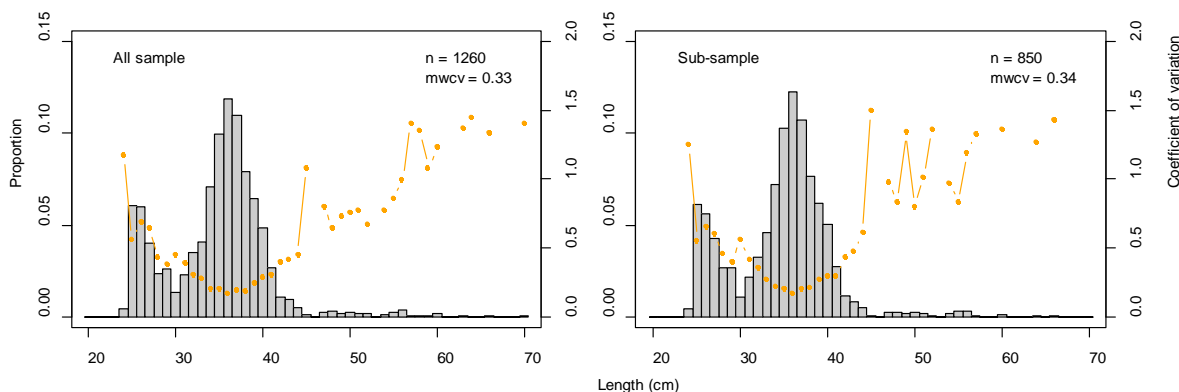 All sample
n = 1260
mwcv = 0.33
Proportion
0.00
0.05
0.10
0.15
0.0
0.5
1.0
1.5
2.0
20 30 40 50 60 70
Sub-sample
n = 850
mwcv = 0.34
0.00
0.05
0.10
0.15
0.0
0.5
1.0
1.5
2.0
Coefficient of variation
20 30 40 50 60 70
Length (cm)